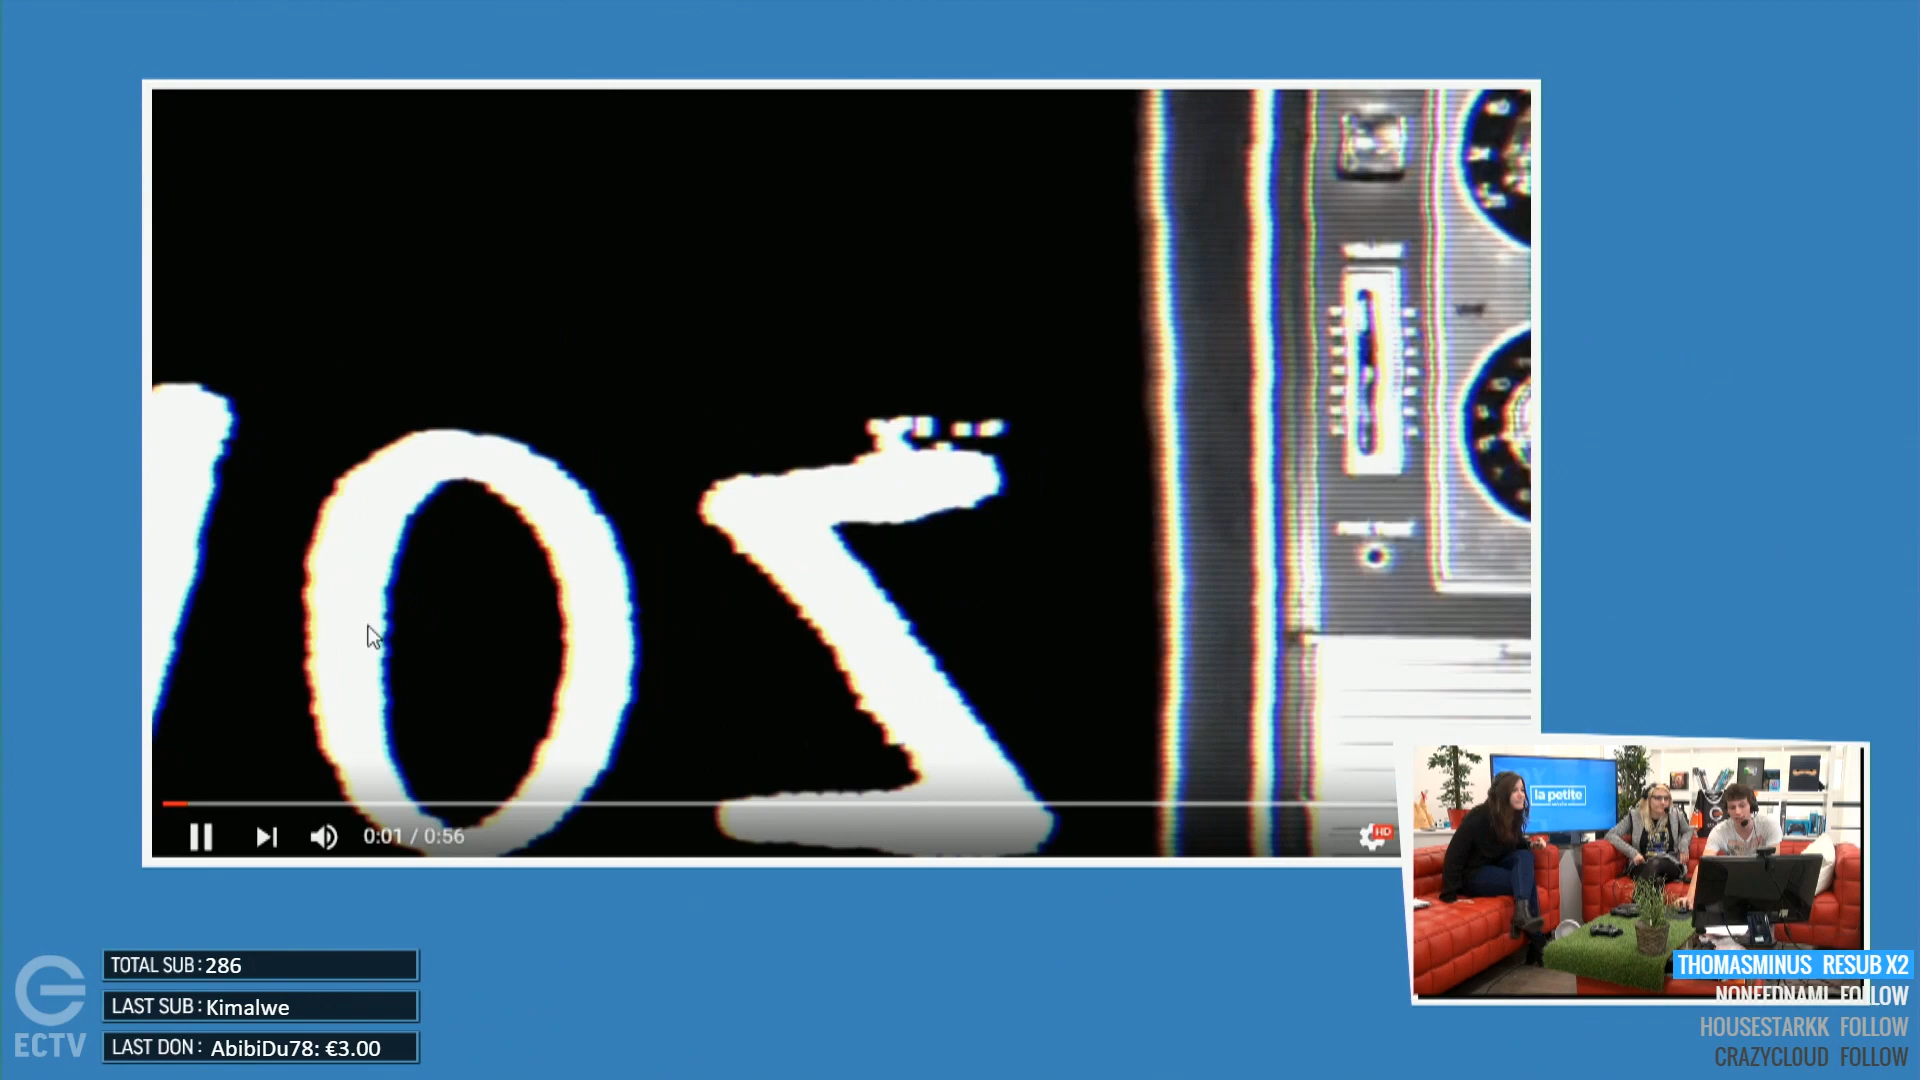 0:01 / 0:56
HD
la petite
TOTAL SUB : 286
LAST SUB : Kimalwe
LAST DON : AbibiDu78: €3.00
ECTV
THOMASMINUS RESUB X2
NONEEDNAMI FOLLOW
HOUSESTARKK FOLLOW
CRAZYCLOUD FOLLOW